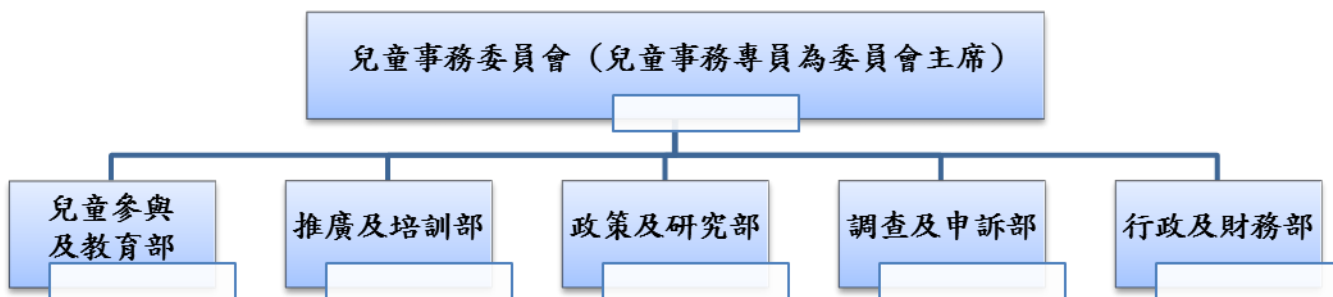 兒童事務委員會（兒童事務專員為委員會主席）
兒童參與
及教育部
推廣及培訓部
政策及研究部
調查及申訴部
行政及財務部